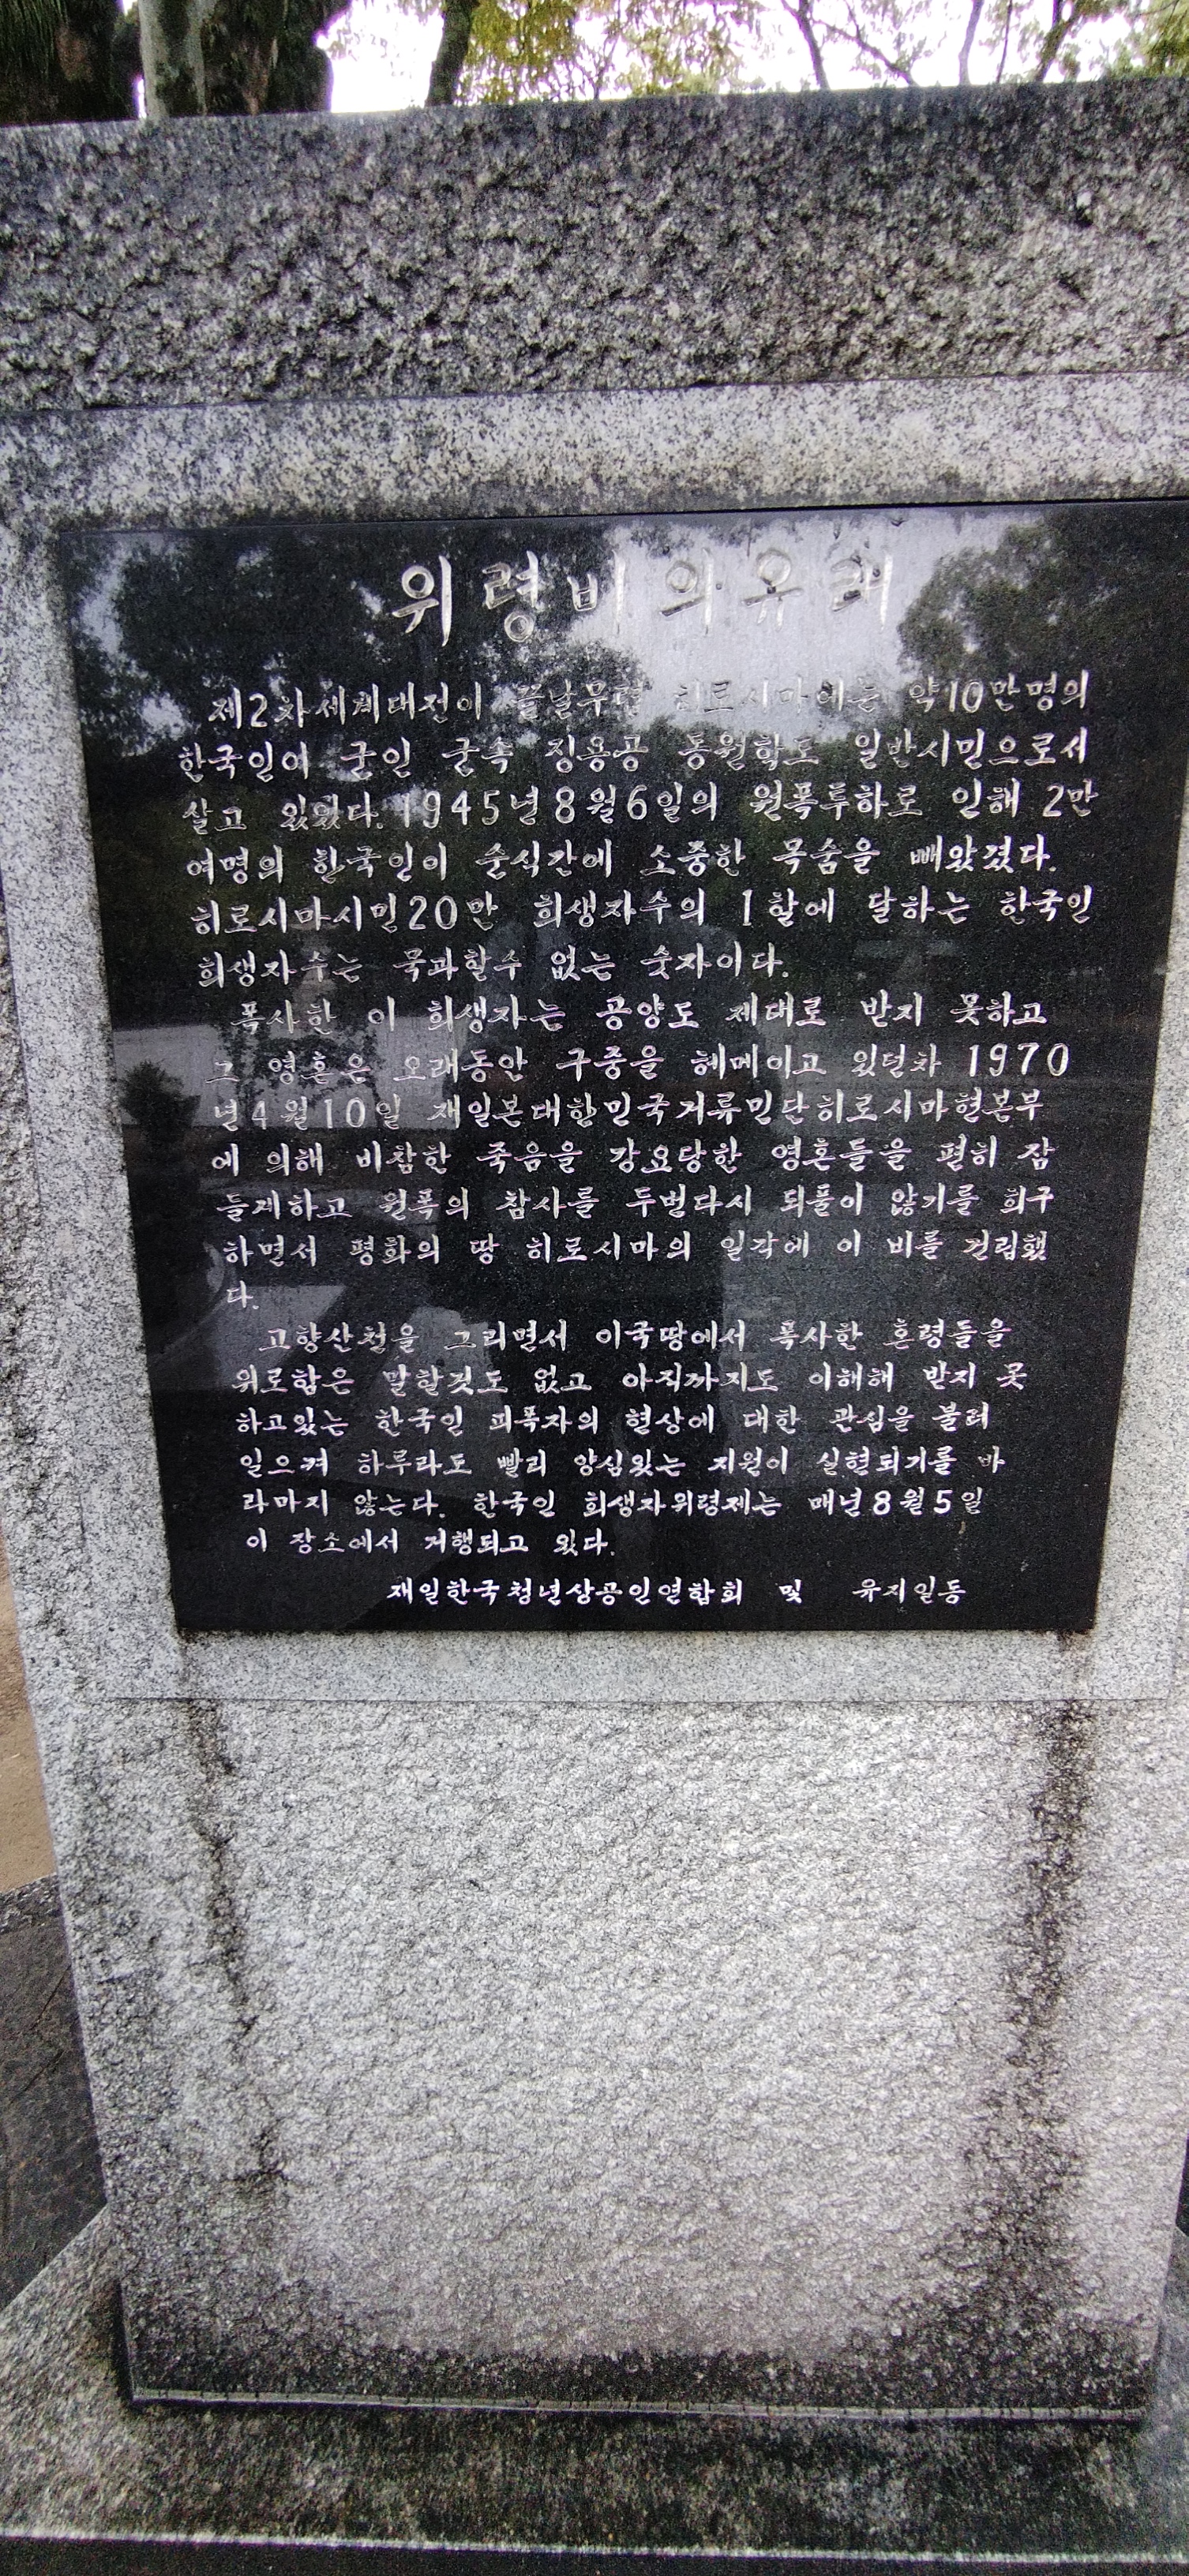 위령비의유래
제2차세계대전이 끝날무렵 히로시마에는 약10만명의
한국인이 군인 군속 징용공 동원학도 일반시민으로서
살고 있었다. 1945년8월6일의 원폭투하로 인해 2만
여명의 한국인이 순식간에 소중한 목숨을 빼앗겼다.
히로시마시민20만 희생자수의 1할에 달하는 한국인
희생자수는 묵과할수 없는 숫자이다.
폭사한 이 희생자는 공양도 제대로 받지 못하고
그 영혼은 오래동안 구중을 헤메이고 있던차 1970
년4월10일 재일본대한민국거류민단히로시마현본부
에 의해 비참한 죽음을 강요당한 영혼들을 편히 잠
들게하고 원폭의 참사를 두번다시 되풀이 않기를 희구
하면서 평화의 땅 히로시마의 일각에 이 비를 건립했
다.
고향산천을 그리면서 이국땅에서 폭사한 혼령들을
위로함은 말할것도 없고 아직까지도 이해해 받지 못
하고있는 한국인 피폭자의 현상에 대한 관심을 불러
일으켜 하루라도 빨리 양심있는 지원이 실현되기를 바
라마지 않는다. 한국인 희생자위령제는 매년8월5일
이 장소에서 거행되고 있다.
재일한국청년상공인연합회 및 유지일동